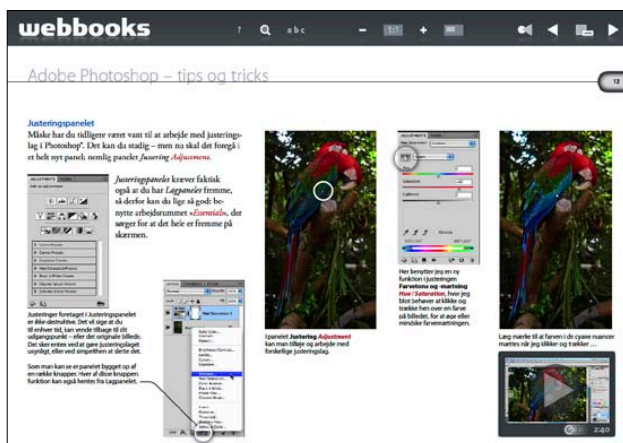 webbooks
? abc − 1:1 +
Adobe Photoshop – tips og tricks
13
Justeringspanelet
Måske har du tidligere været vant til at arbejde med justerings-
lag i Photoshop". Det kan du stadig – men nu skal det foregå i
et helt nyt panel; nemlig panelet Justering Adjustment.
Justeringspanelet kræver faktisk
også at du har Lagpanelet fremme,
så derfor kan du lige så godt be-
nytte arbejdsrummet »Essentials«, der
sørger for at det hele er fremme på
skærmen.
ADJUSTMENTS
Justeringer foretaget i Justeringspanelet
er ikke-destruktive. Det vil sige at du
til enhver tid, kan vende tilbage til dit
udgangspunkt – eller det originale billede.
Det sker enten ved at gøre justeringslaget
usynligt, eller ved simpelthen at slette det.
Som man kan se er panelet bygget op af
en række knapper. Hver af disse knappers
funktion kan også hentes fra Lagpanelet.
I panelet Justering Adjustment
kan man tilføje og arbejde med
forskellige justeringslag.
ADJUSTMENTS
Her benytter jeg en ny
funktion i justeringen
Farvetone og -mætning
Hue / Saturation, hvor jeg
blot behøver at klikke og
trække hen over en farve
på billedet, for at øge eller
mindske farvemætningen.
Læg mærke til at farven i de cyane nuancer
mættes når jeg klikker og trækker ...
2:40